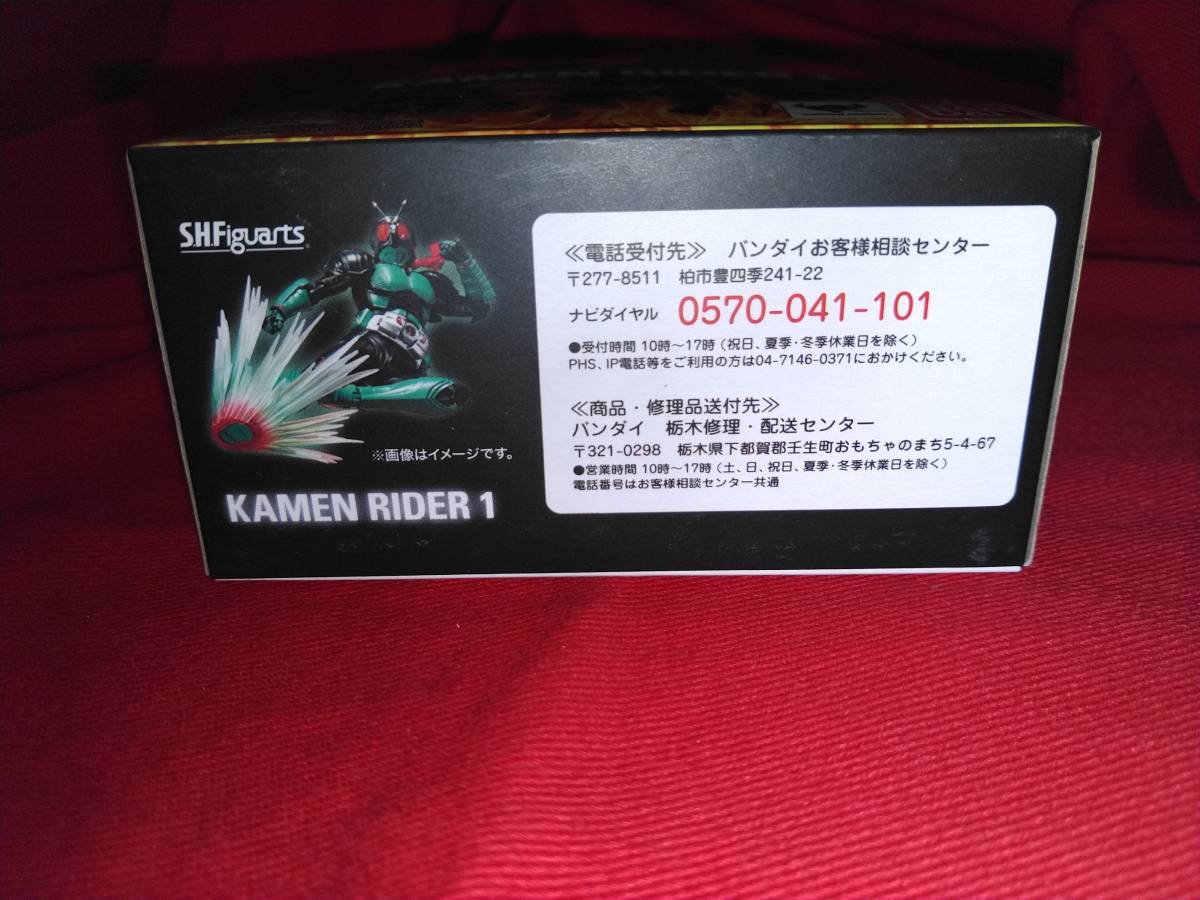 S.H.Figuarts
※画像はイメージです。
KAMEN RIDER 1
≪電話受付先≫ バンダイお客様相談センター
〒277-8511 柏市豊四季241-22
ナビダイヤル 0570-041-101
●受付時間 10時～17時（祝日、夏季・冬季休業日を除く）
PHS、IP電話等をご利用の方は04-7146-0371におかけください。
≪商品・修理品送付先≫
バンダイ 栃木修理・配送センター
〒321-0298 栃木県下都賀郡壬生町おもちゃのまち5-4-67
●営業時間 10時～17時（土、日、祝日、夏季・冬季休業日を除く）
電話番号はお客様相談センター共通